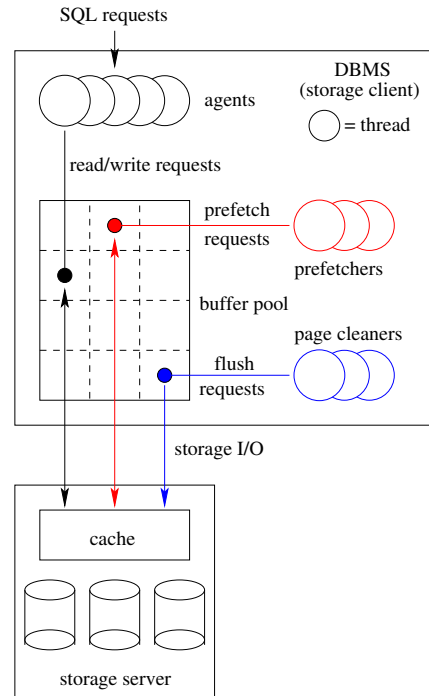 SQL requests
DBMS
(storage client)
= thread
agents
read/write requests
prefetch
requests
prefetchers
buffer pool
page cleaners
flush
requests
storage I/O
cache
storage server